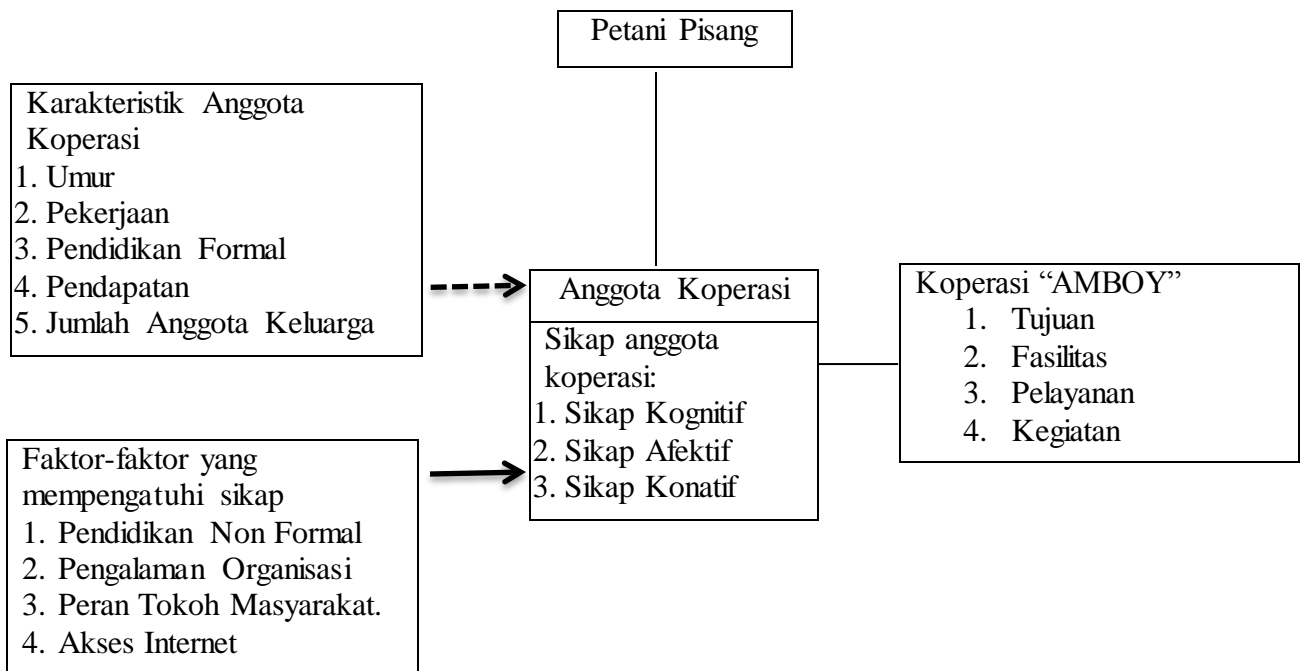 Petani Pisang
Karakteristik Anggota
Koperasi
1. Umur
2. Pekerjaan
3. Pendidikan Formal
4. Pendapatan
5. Jumlah Anggota Keluarga
Anggota Koperasi
Sikap anggota
koperasi:
1. Sikap Kognitif
2. Sikap Afektif
3. Sikap Konatif
Koperasi “AMBOY”
1. Tujuan
2. Fasilitas
3. Pelayanan
4. Kegiatan
Faktor-faktor yang
mempengatuhi sikap
1. Pendidikan Non Formal
2. Pengalaman Organisasi
3. Peran Tokoh Masyarakat.
4. Akses Internet